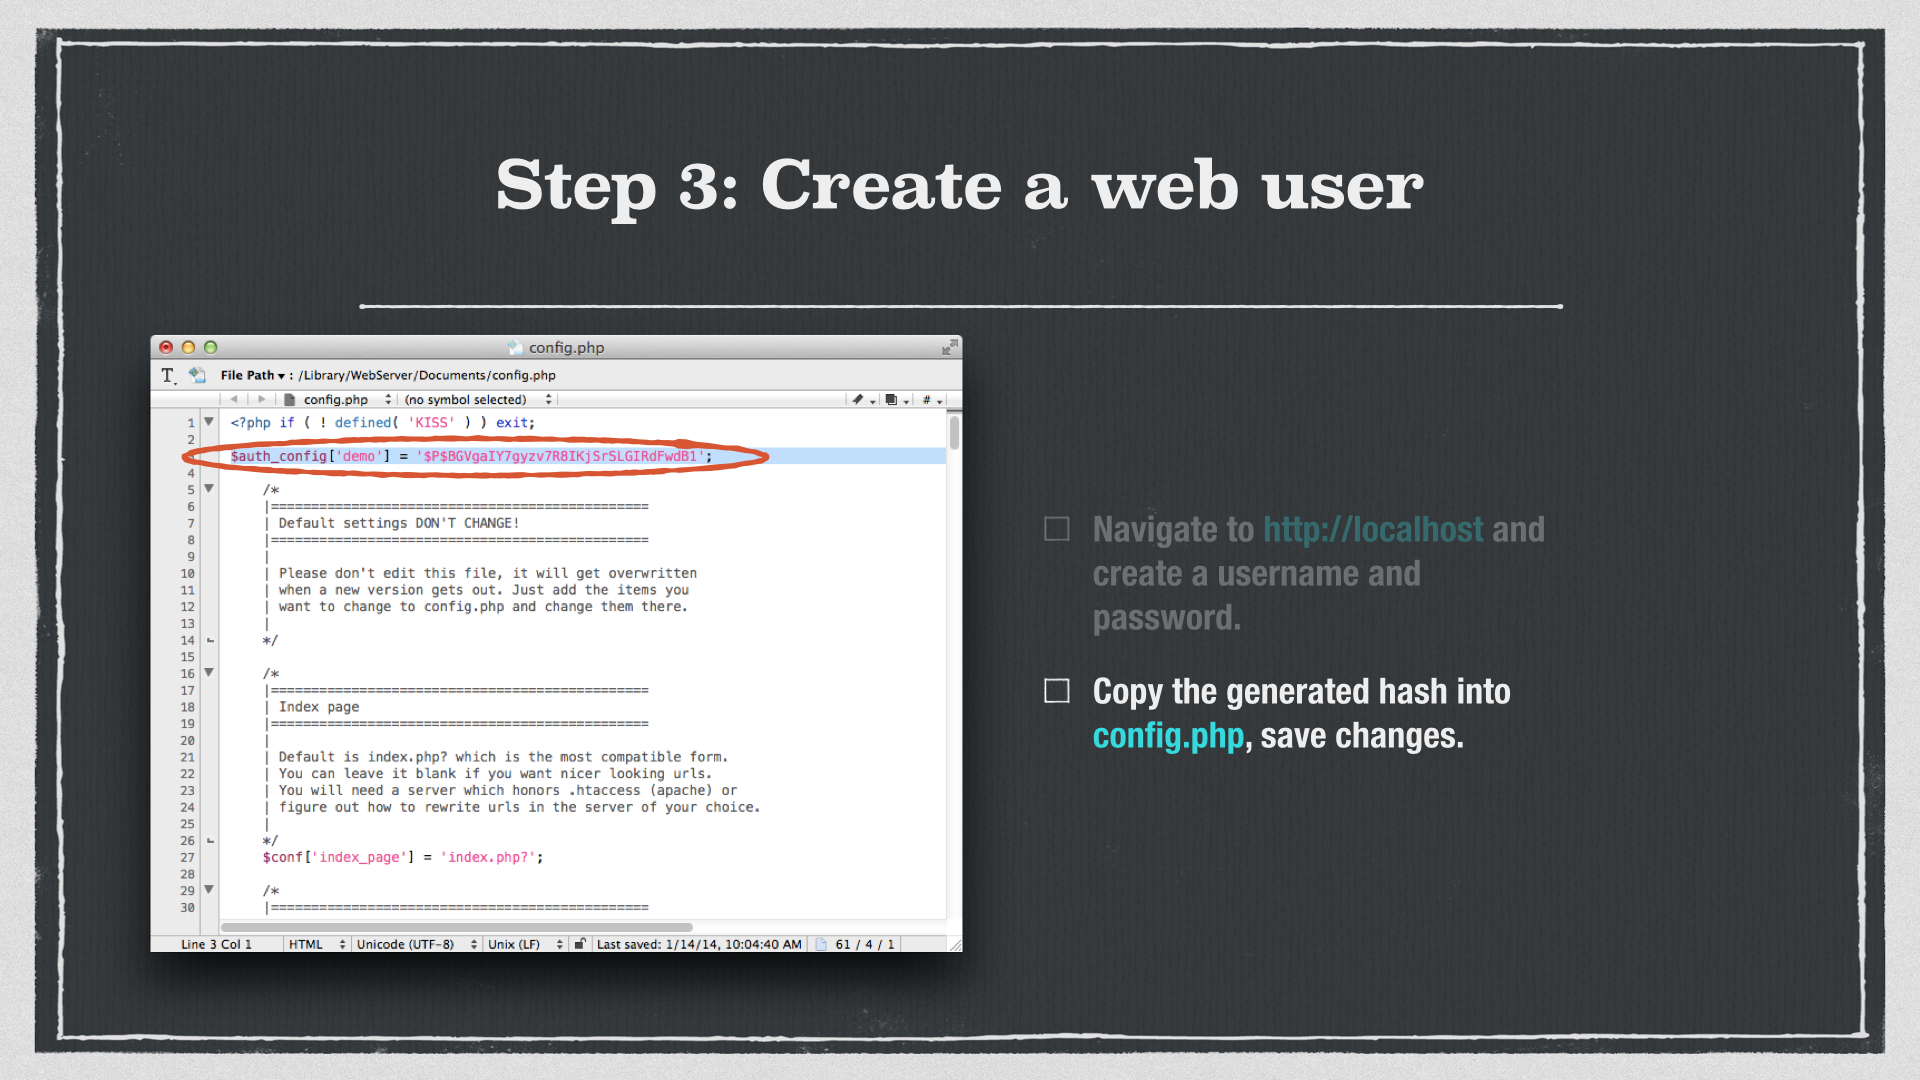 Step 3: Create a web user
config.php
File Path ▾ : /Library/WebServer/Documents/config.php
config.php (no symbol selected) #
1 <?php if ( ! defined( 'KISS' ) ) exit;
2
$auth_config['demo'] = '$P$BGVgaIY7gyzv7R8IKjSrSLGIRdFwdB1';
4
5 /*
6 |===============================================
7 | Default settings DON'T CHANGE!
8 |===============================================
9 |
10 | Please don't edit this file, it will get overwritten
11 | when a new version gets out. Just add the items you
12 | want to change to config.php and change them there.
13 |
14 */
15
16 /*
17 |===============================================
18 | Index page
19 |===============================================
20 |
21 | Default is index.php? which is the most compatible form.
22 | You can leave it blank if you want nicer looking urls.
23 | You will need a server which honors .htaccess (apache) or
24 | figure out how to rewrite urls in the server of your choice.
25 |
26 */
27 $conf['index_page'] = 'index.php?';
28
29 /*
30 |===============================================
Line 3 Col 1 HTML Unicode (UTF-8) Unix (LF) Last saved: 1/14/14, 10:04:40 AM 61 / 4 / 1
Navigate to http://localhost and
create a username and
password.
Copy the generated hash into
config.php, save changes.